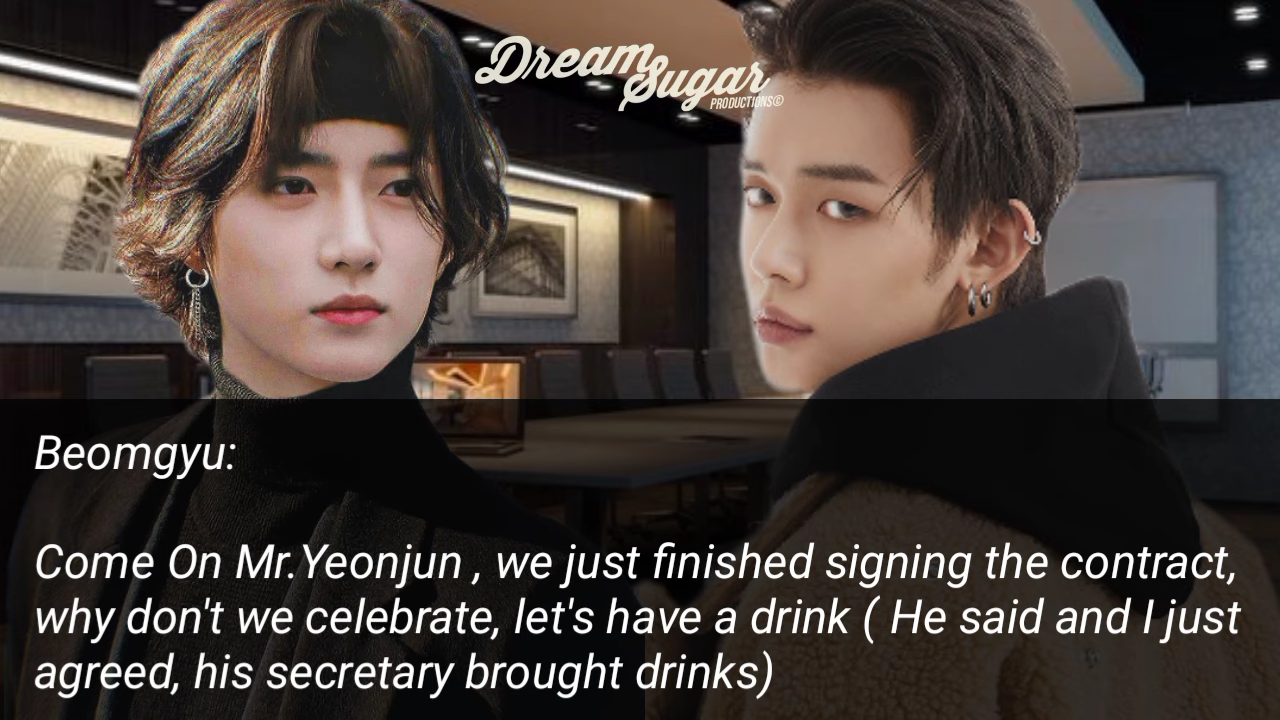 Dream
Sugar
PRODUCTIONS©
Beomgyu:
Come On Mr.Yeonjun , we just finished signing the contract,
why don't we celebrate, let's have a drink ( He said and I just
agreed, his secretary brought drinks)